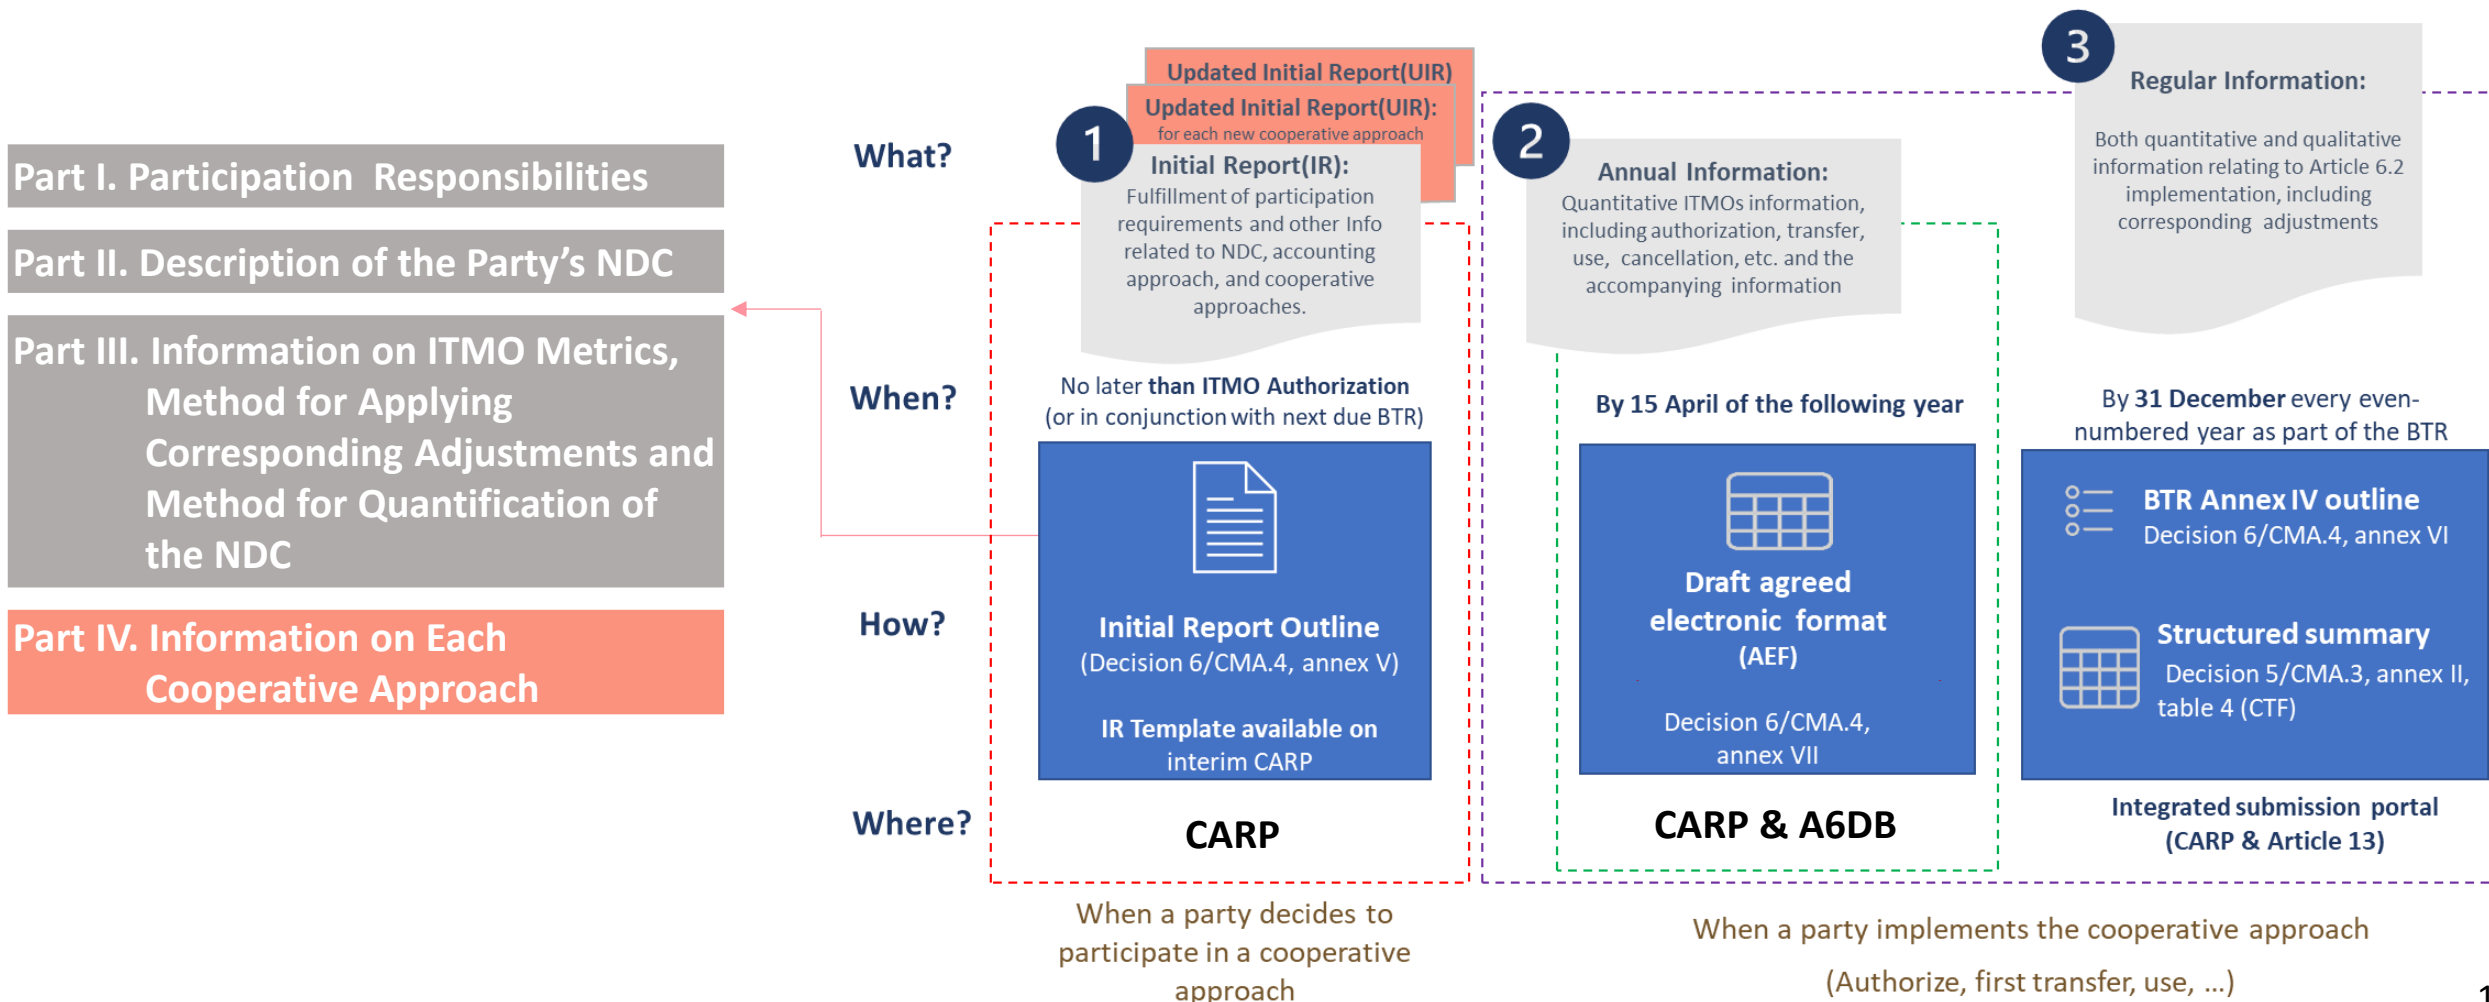 Part I. Participation Responsibilities
Part II. Description of the Party's NDC
Part III. Information on ITMO Metrics,
Method for Applying
Corresponding Adjustments and
Method for Quantification of
the NDC
Part IV. Information on Each
Cooperative Approach
What?
When?
How?
Where?
Updated Initial Report(UIR)
Updated Initial Report(UIR):
for each new cooperative approach
1
Initial Report(IR):
Fulfillment of participation
requirements and other Info
related to NDC, accounting
approach, and cooperative
approaches.
No later than ITMO Authorization
(or in conjunction with next due BTR)
Initial Report Outline
(Decision 6/CMA.4, annex V)
IR Template available on
interim CARP
CARP
When a party decides to
participate in a cooperative
approach
2
Annual Information:
Quantitative ITMOs information,
including authorization, transfer,
use, cancellation, etc. and the
accompanying information
By 15 April of the following year
Draft agreed
electronic format
(AEF)
Decision 6/CMA.4,
annex VII
CARP & A6DB
3
Regular Information:
Both quantitative and qualitative
information relating to Article 6.2
implementation, including
corresponding adjustments
By 31 December every even-
numbered year as part of the BTR
BTR Annex IV outline
Decision 6/CMA.4, annex VI
Structured summary
Decision 5/CMA.3, annex II,
table 4 (CTF)
Integrated submission portal
(CARP & Article 13)
When a party implements the cooperative approach
(Authorize, first transfer, use, ...)